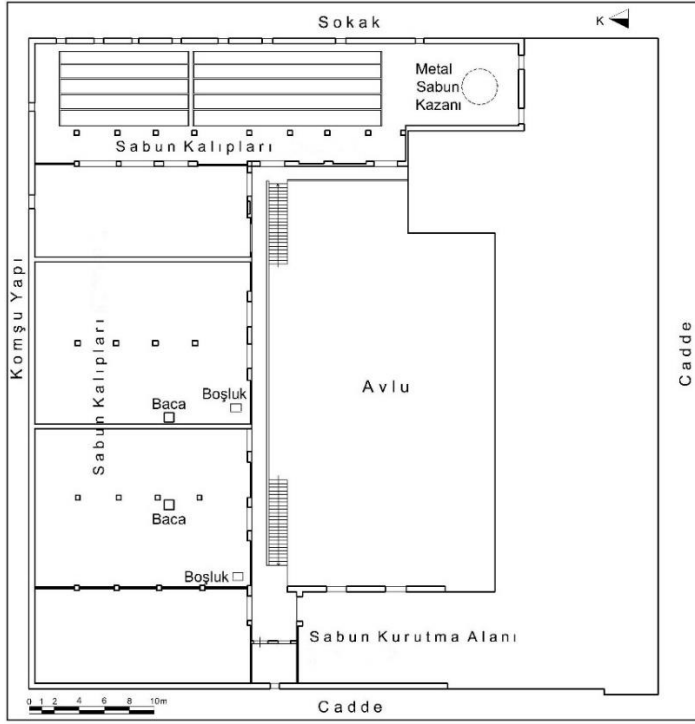 Sokak
K
Metal
Sabun
Kazanı
Sabun Kalıpları
Komşu Yapı
Sabun Kalıpları
Cadde
Avlu
Boşluk
Baca
Baca
Boşluk
Sabun Kurutma Alanı
0 1 2 4 6 8 10m
Cadde